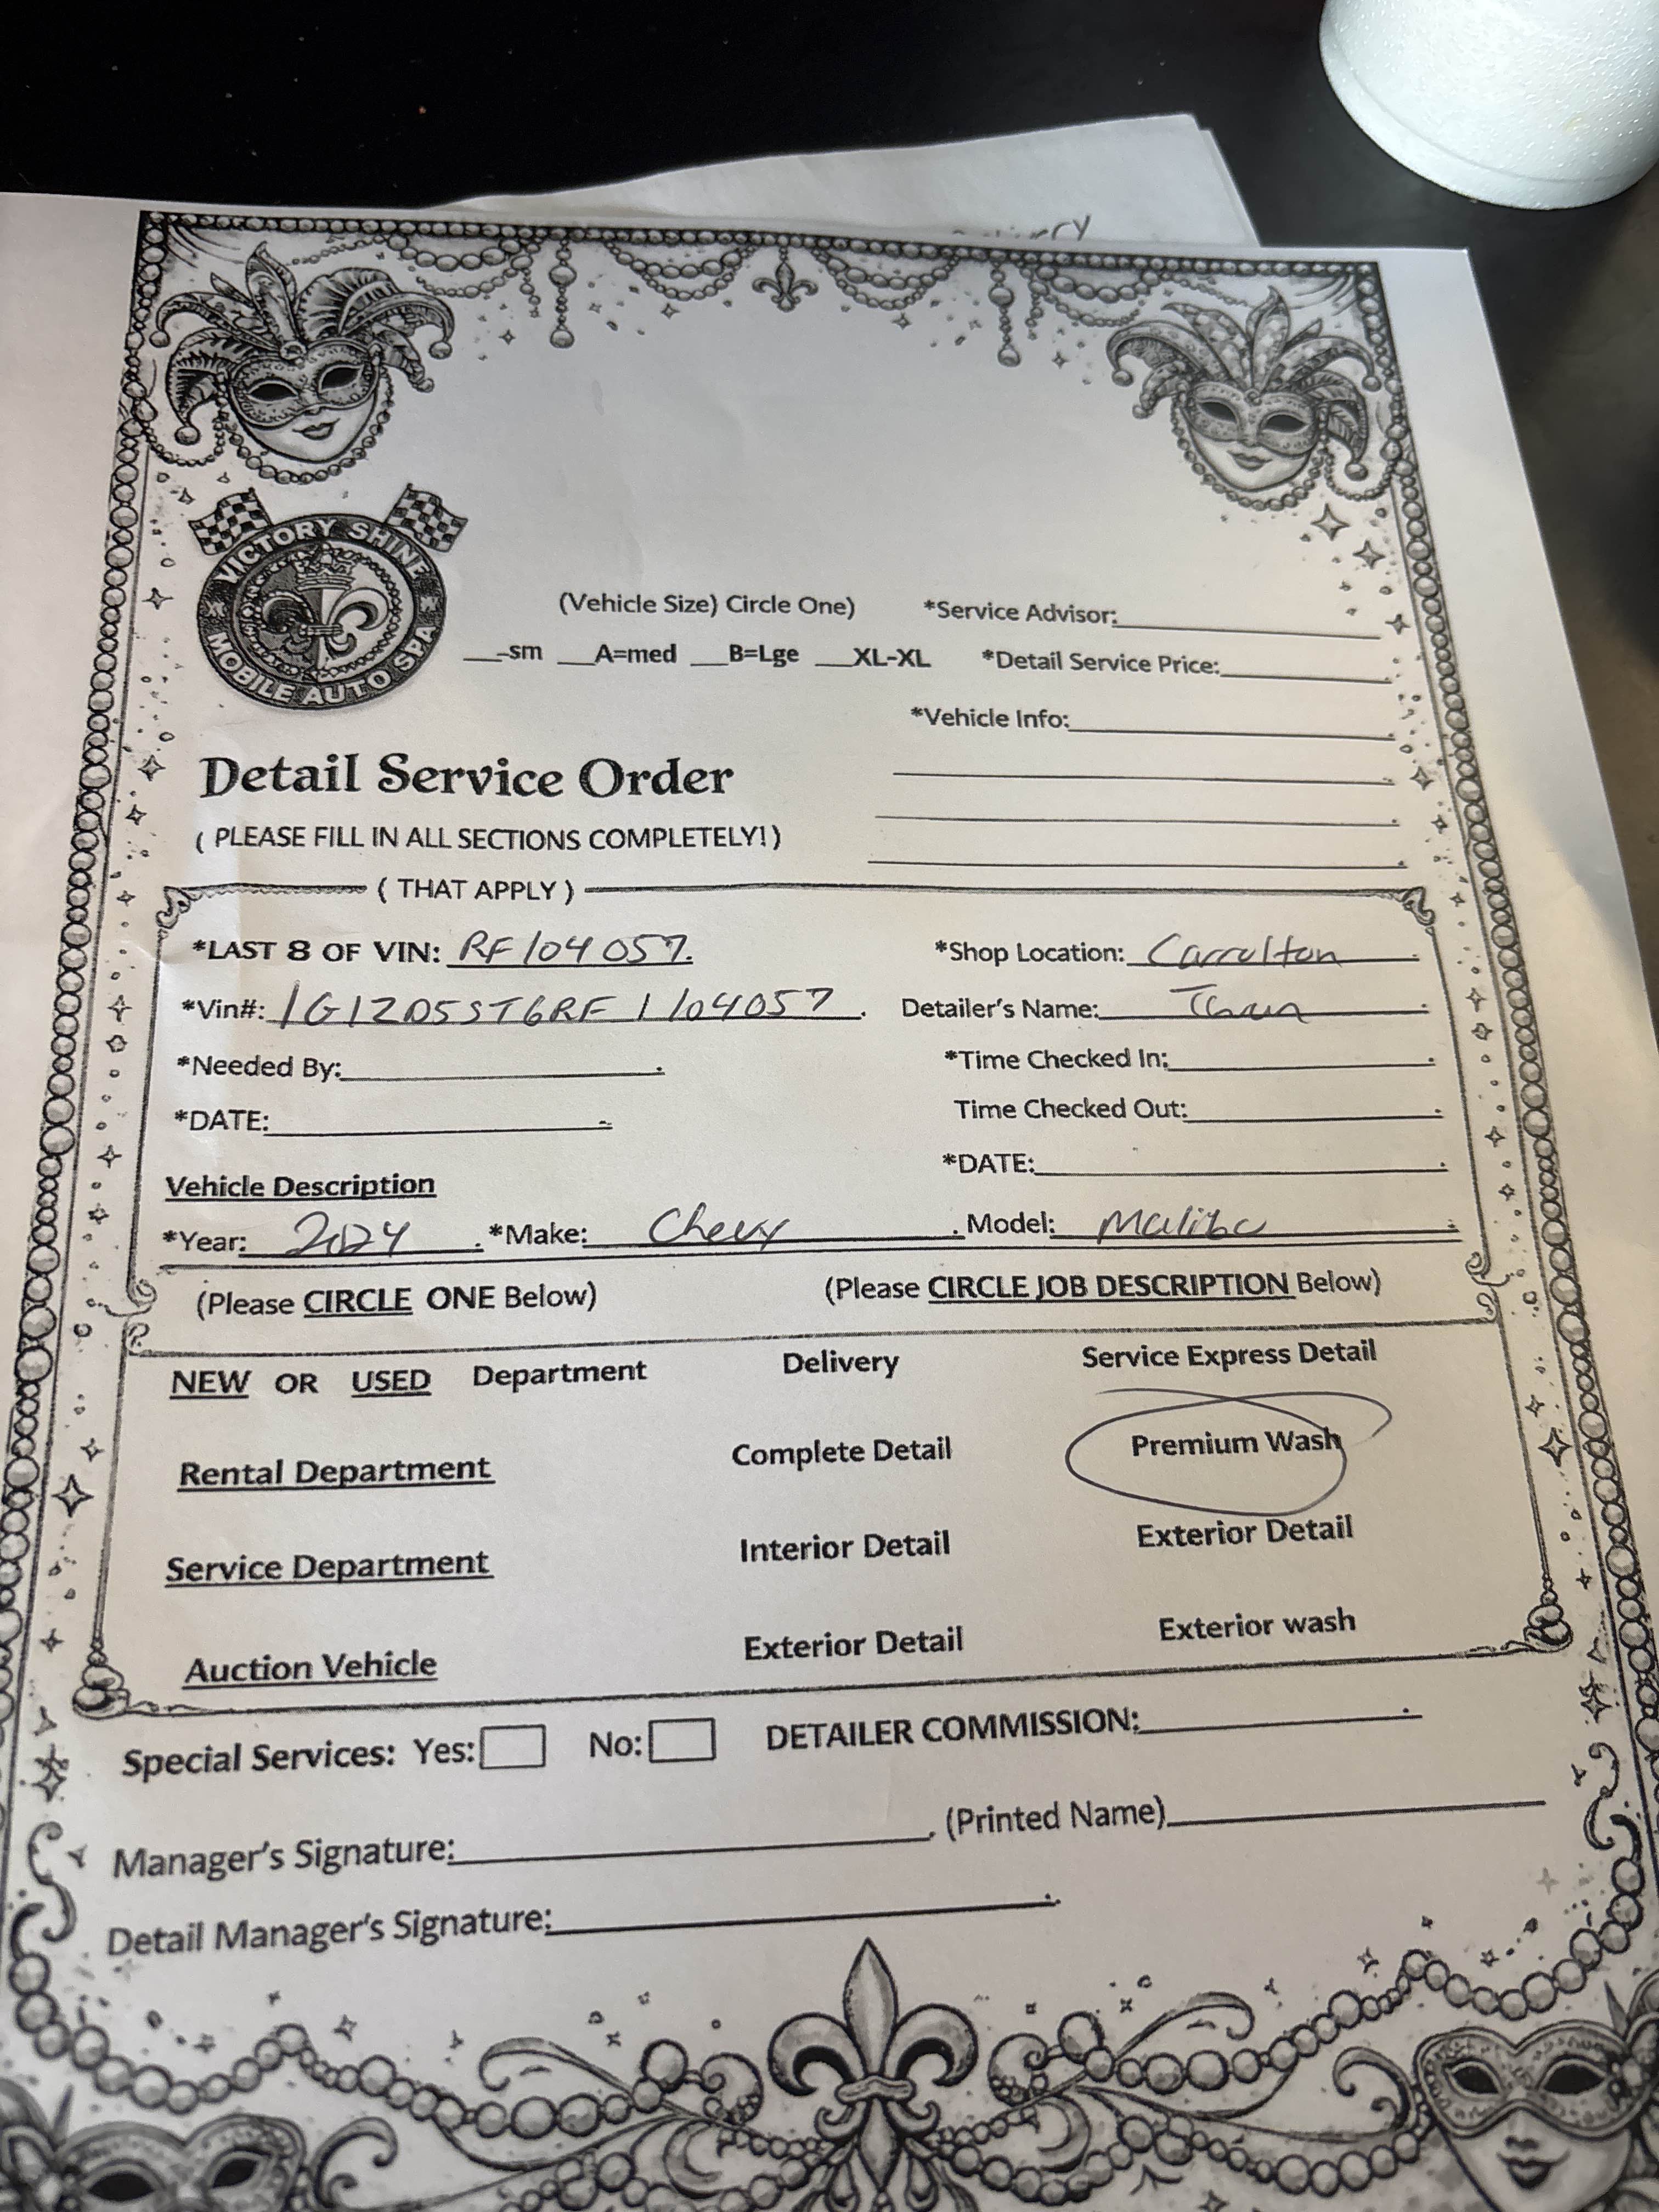 VICTORY SHINE
MOBILE AUTO SPA
(Vehicle Size) Circle One) *Service Advisor:
-sm A=med B=Lge XL-XL *Detail Service Price:
*Vehicle Info:
Detail Service Order
( PLEASE FILL IN ALL SECTIONS COMPLETELY! )
( THAT APPLY )
*LAST 8 OF VIN: RF104057. *Shop Location: Carrolton
*Vin#: 1G1ZD5ST6RF1104057. Detailer's Name:
*Needed By: *Time Checked In:
*DATE: Time Checked Out:
*DATE:
Vehicle Description
*Year: 2024. *Make: Chevy. Model: Malibu
(Please CIRCLE ONE Below) (Please CIRCLE JOB DESCRIPTION Below)
NEW OR USED Department Delivery Service Express Detail
Rental Department Complete Detail Premium Wash
Service Department Interior Detail Exterior Detail
Auction Vehicle Exterior Detail Exterior wash
Special Services: Yes: No: DETAILER COMMISSION:
Manager's Signature: (Printed Name)
Detail Manager's Signature: